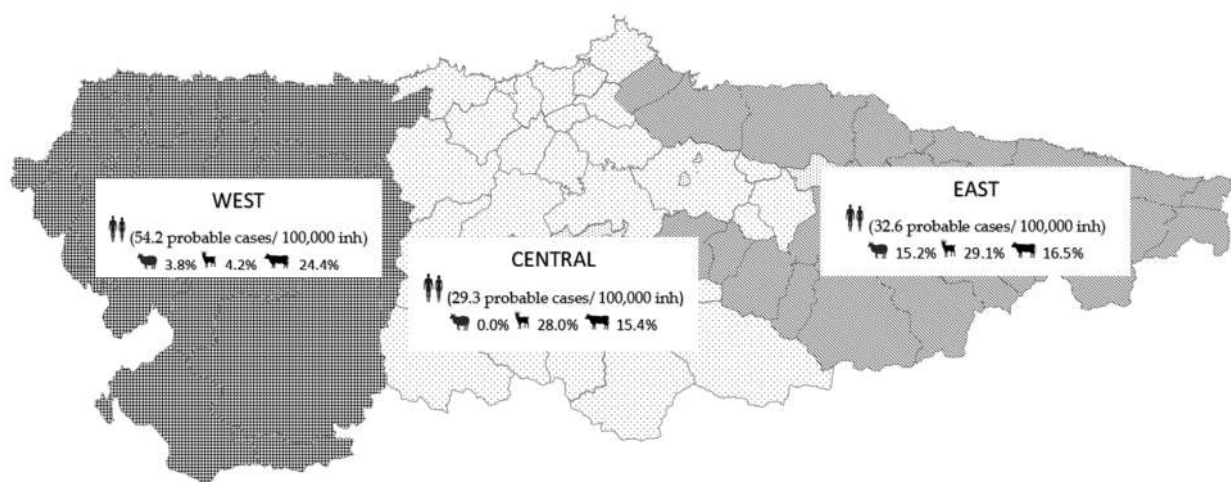 WEST
(54.2 probable cases/ 100,000 inh)
3.8% 4.2% 24.4%
CENTRAL
(29.3 probable cases/ 100,000 inh)
0.0% 28.0% 15.4%
EAST
(32.6 probable cases/ 100,000 inh)
15.2% 29.1% 16.5%